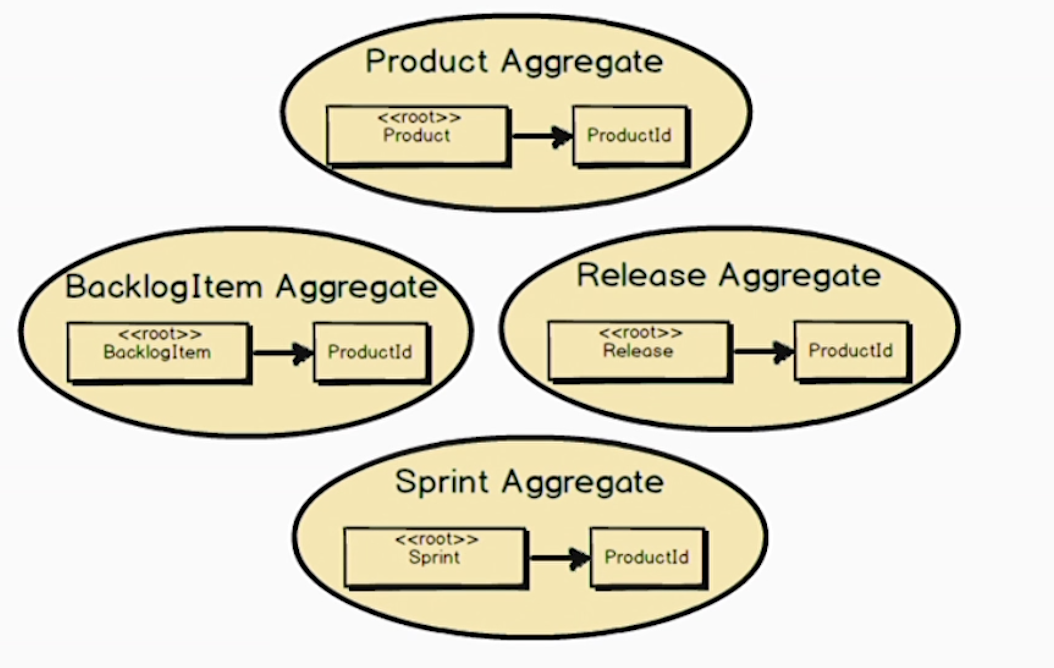 Product Aggregate
<<root>>
Product
ProductId
BacklogItem Aggregate
<<root>>
BacklogItem
ProductId
Release Aggregate
<<root>>
Release
ProductId
Sprint Aggregate
<<root>>
Sprint
ProductId